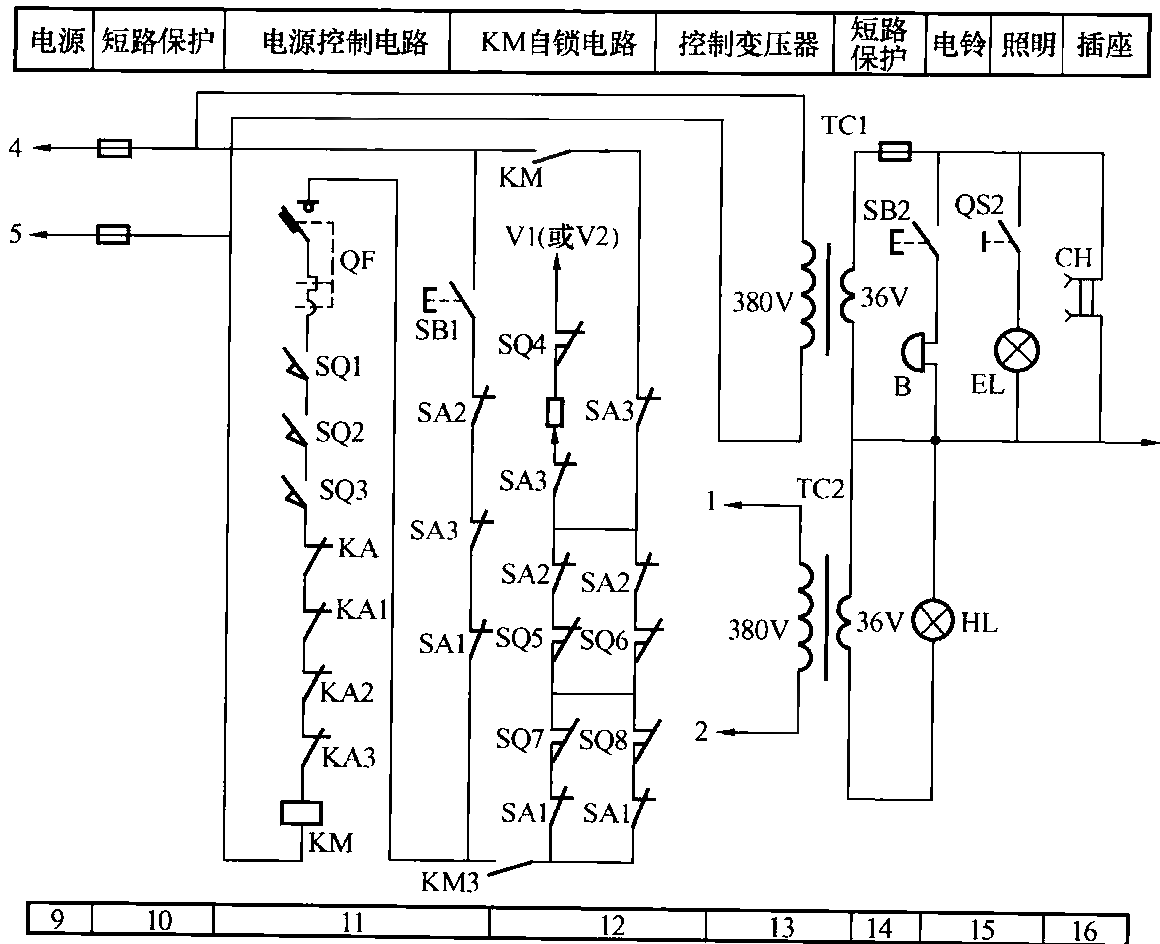 电源 短路保护 电源控制电路 KM自锁电路 控制变压器 短路保护 电铃 照明 插座
TC1
4
KM
SB2 QS2
5
V1(或V2)
QF
CH
380V 36V
SB1
SQ4
SQ1
B EL
SA2 SA3
SQ2
SA3
SQ3
TC2
1
SA3
KA
SA2 SA2
KA1
380V 36V HL
SA1 SQ5 SQ6
KA2
2
SQ7 SQ8
KA3
SA1 SA1
KM
KM3
9 10 11 12 13 14 15 16